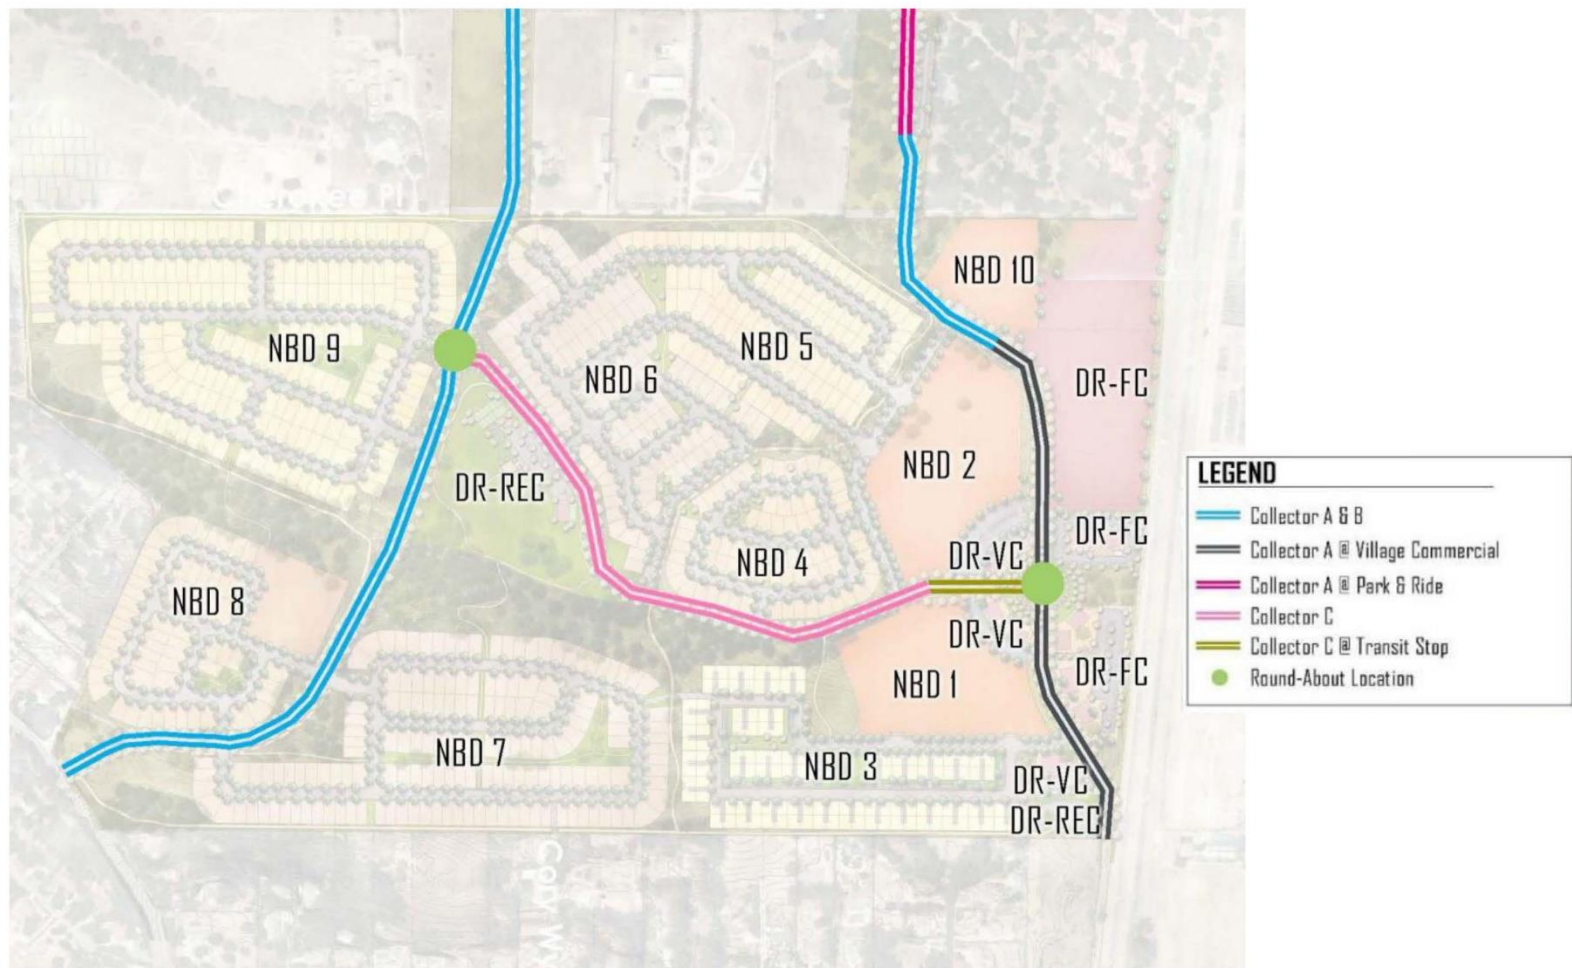 Cherokee Pl
NBD 10
NBD 9
NBD 5
NBD 6
DR-FC
NBD 2
DR-REC
DR-FC
DR-VC
NBD 4
NBD 8
DR-VC
DR-FC
NBD 1
NBD 7
NBD 3
DR-VC
DR-REC
LEGEND
Collector A & B
Collector A @ Village Commercial
Collector A @ Park & Ride
Collector C
Collector C @ Transit Stop
Round-About Location